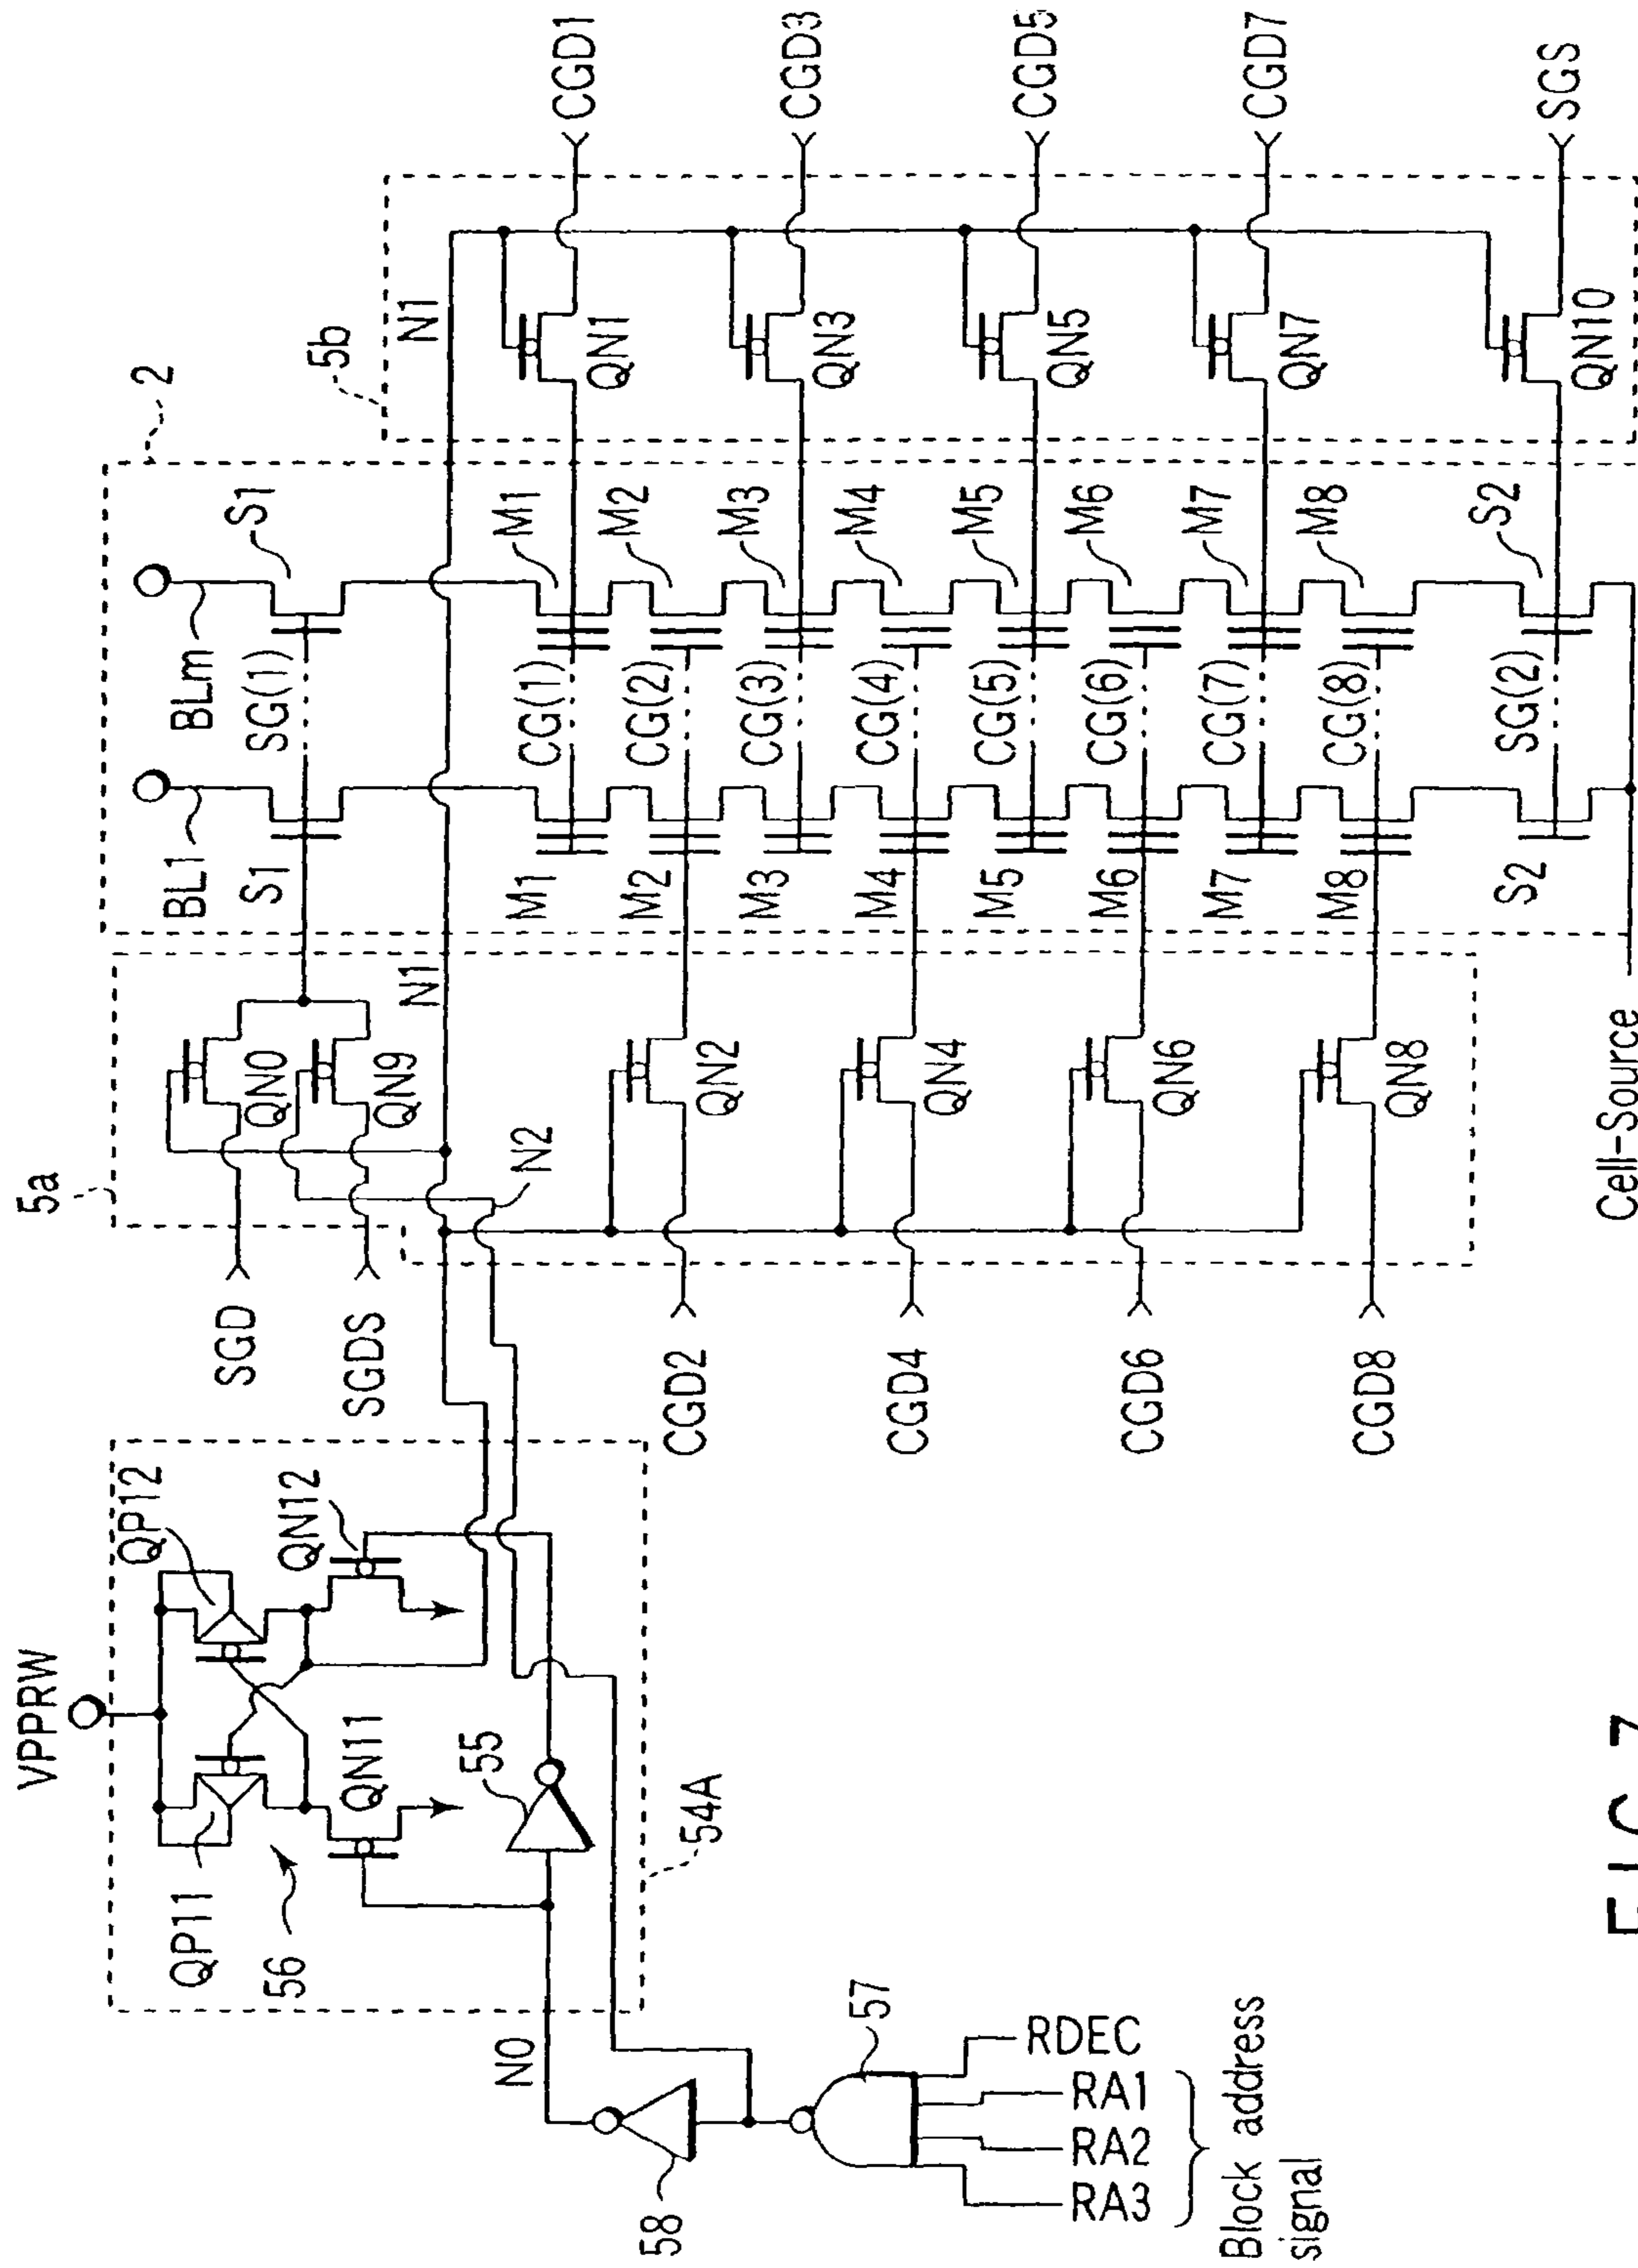 VPPRW
QP11
QP12
56
QN11
QN12
55
54A
N0
58
57
RDEC
RA1
RA2
RA3
Block address
signal
5a
SGD
SGDS
QN0
QN9
N1
N2
CGD2
QN2
CGD4
QN4
CGD6
QN6
CGD8
QN8
Cell-Source
2
BL1
BLm
S1
SG(1)
S1
M1
CG(1)
M1
M2
CG(2)
M2
M3
CG(3)
M3
M4
CG(4)
M4
M5
CG(5)
M5
M6
CG(6)
M6
M7
CG(7)
M7
M8
CG(8)
M8
S2
SG(2)
S2
5b
N1
QN1
CGD1
QN3
CGD3
QN5
CGD5
QN7
CGD7
QN10
SGS